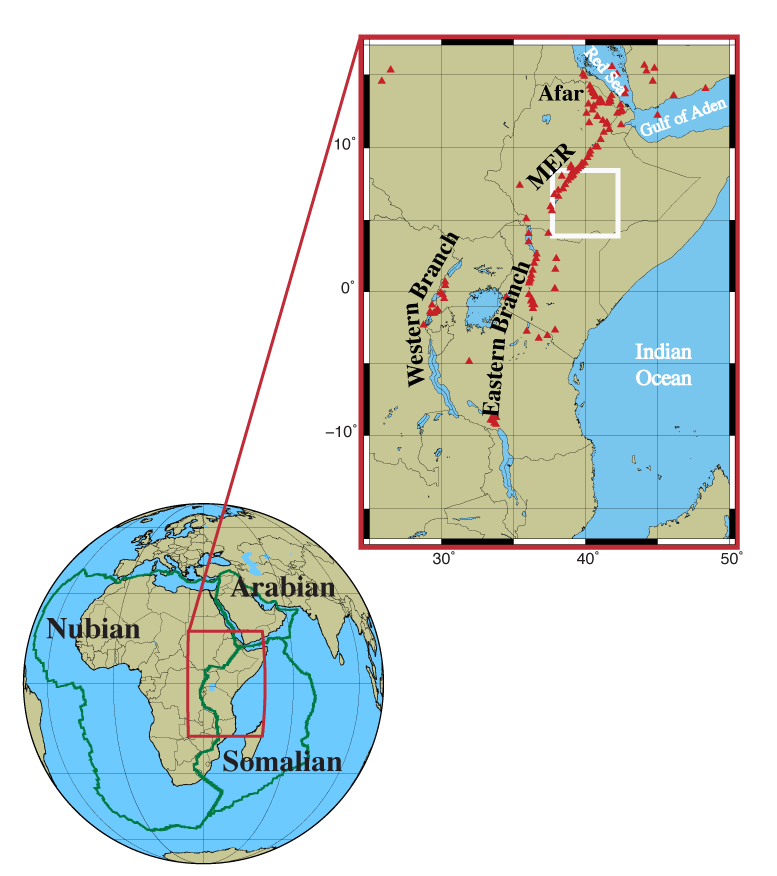 Red Sea
Afar
Gulf of Aden
10°
MER
Western Branch
0°
Eastern Branch
Indian
Ocean
−10°
30°
40°
50°
Arabian
Nubian
Somalian